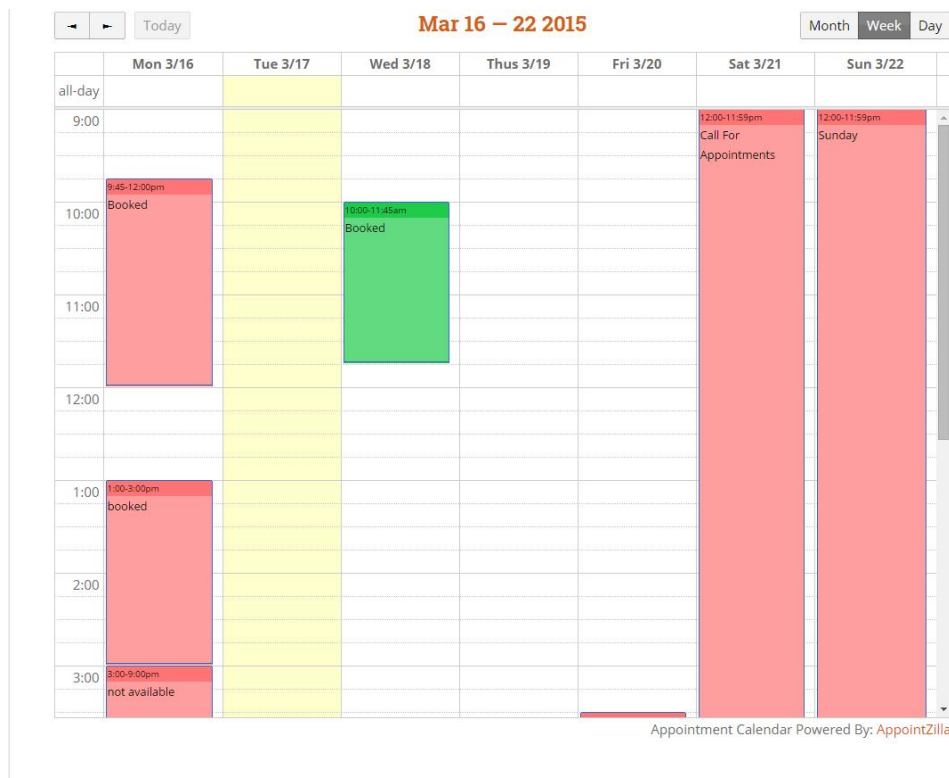 ◄ ► Today Mar 16 — 22 2015 Month Week Day
Mon 3/16 Tue 3/17 Wed 3/18 Thus 3/19 Fri 3/20 Sat 3/21 Sun 3/22
all-day
9:00
12:00-11:59pm
Call For
Appointments
12:00-11:59pm
Sunday
9:45-12:00pm
Booked
10:00
10:00-11:45am
Booked
11:00
12:00
1:00
1:00-3:00pm
booked
2:00
3:00
3:00-9:00pm
not available
Appointment Calendar Powered By: AppointZilla